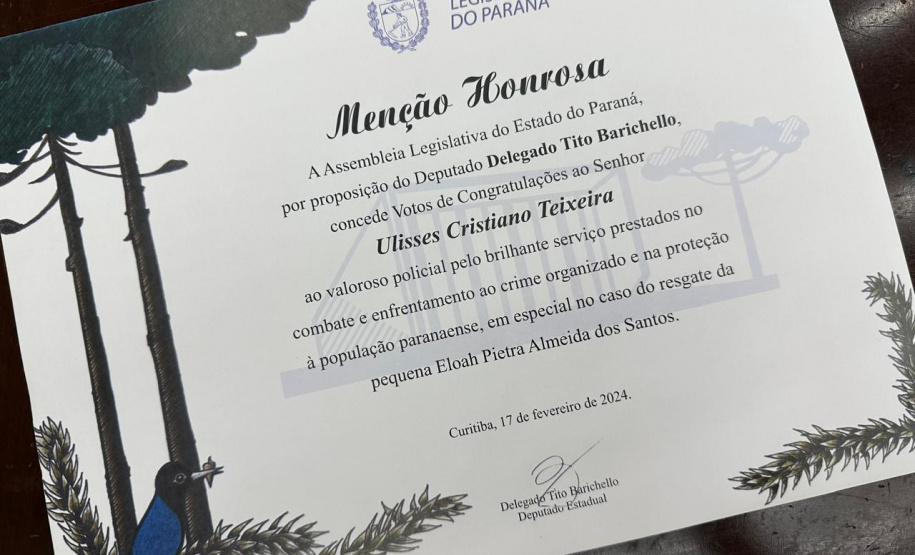 DO PARANÁ
Menção Honrosa
A Assembleia Legislativa do Estado do Paraná,
por proposição do Deputado Delegado Tito Barichello,
concede Votos de Congratulações ao Senhor
Ulisses Cristiano Teixeira
ao valoroso policial pelo brilhante serviço prestados no
combate e enfrentamento ao crime organizado e na proteção
à população paranaense, em especial no caso do resgate da
pequena Eloah Pietra Almeida dos Santos.
Curitiba, 17 de fevereiro de 2024.
Delegado Tito Barichello
Deputado Estadual